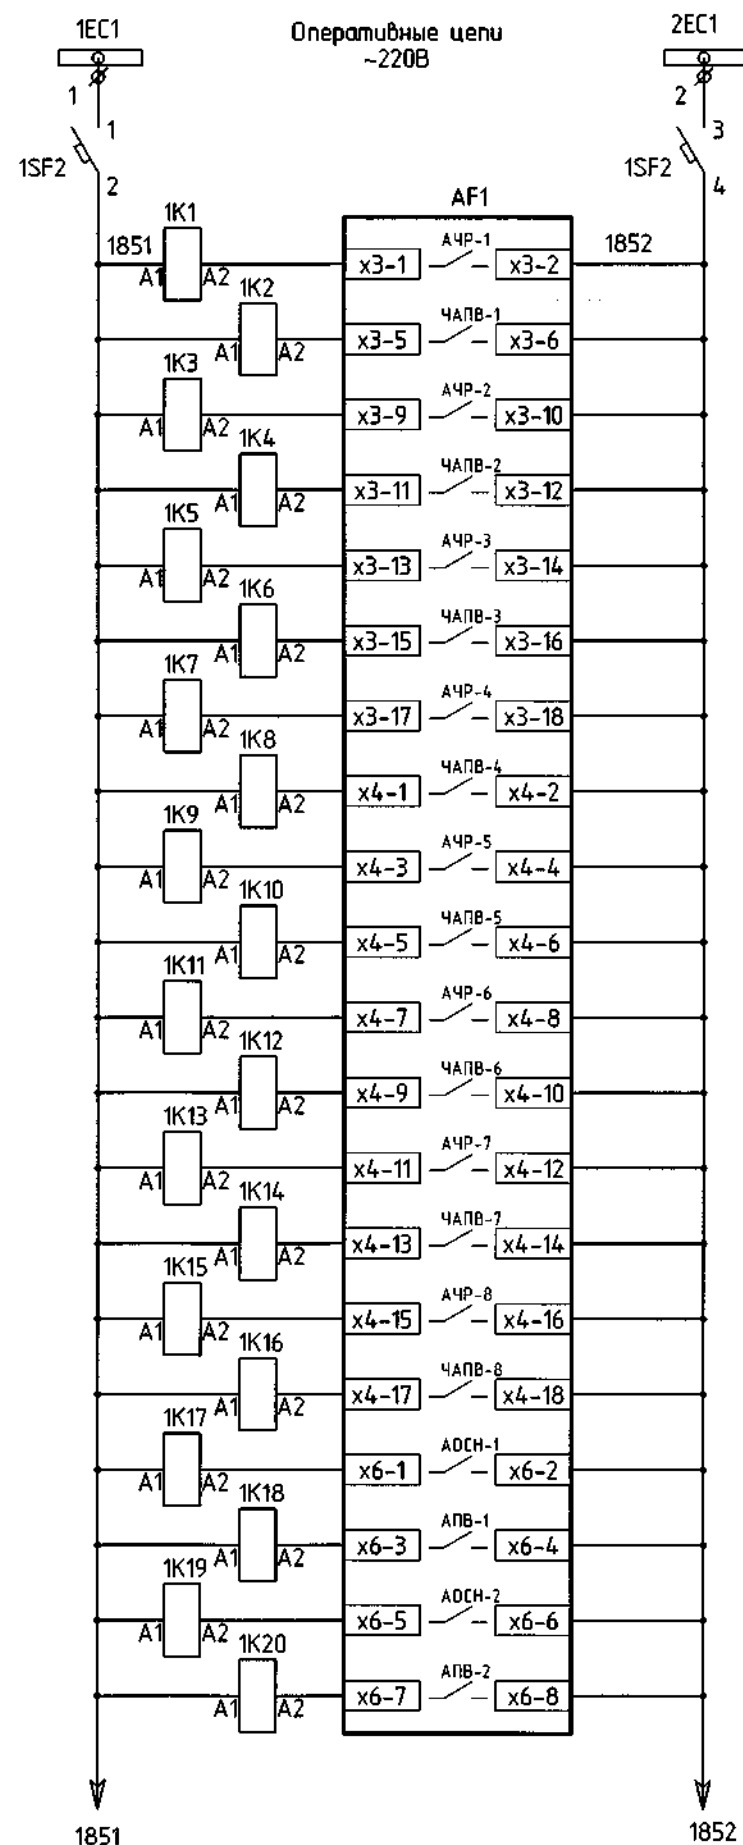 1EC1
Оперативные цепи
~220В
2EC1
1
2
1
3
1SF2
1SF2
2
4
AF1
1K1
1851
A1 A2
x3-1 АЧР-1 x3-2
1852
1K2
A1 A2
x3-5 ЧАПВ-1 x3-6
1K3
A1 A2
x3-9 АЧР-2 x3-10
1K4
A1 A2
x3-11 ЧАПВ-2 x3-12
1K5
A1 A2
x3-13 АЧР-3 x3-14
1K6
A1 A2
x3-15 ЧАПВ-3 x3-16
1K7
A1 A2
x3-17 АЧР-4 x3-18
1K8
A1 A2
x4-1 ЧАПВ-4 x4-2
1K9
A1 A2
x4-3 АЧР-5 x4-4
1K10
A1 A2
x4-5 ЧАПВ-5 x4-6
1K11
A1 A2
x4-7 АЧР-6 x4-8
1K12
A1 A2
x4-9 ЧАПВ-6 x4-10
1K13
A1 A2
x4-11 АЧР-7 x4-12
1K14
A1 A2
x4-13 ЧАПВ-7 x4-14
1K15
A1 A2
x4-15 АЧР-8 x4-16
1K16
A1 A2
x4-17 ЧАПВ-8 x4-18
1K17
A1 A2
x6-1 АОСН-1 x6-2
1K18
A1 A2
x6-3 АПВ-1 x6-4
1K19
A1 A2
x6-5 АОСН-2 x6-6
1K20
A1 A2
x6-7 АПВ-2 x6-8
1851
1852